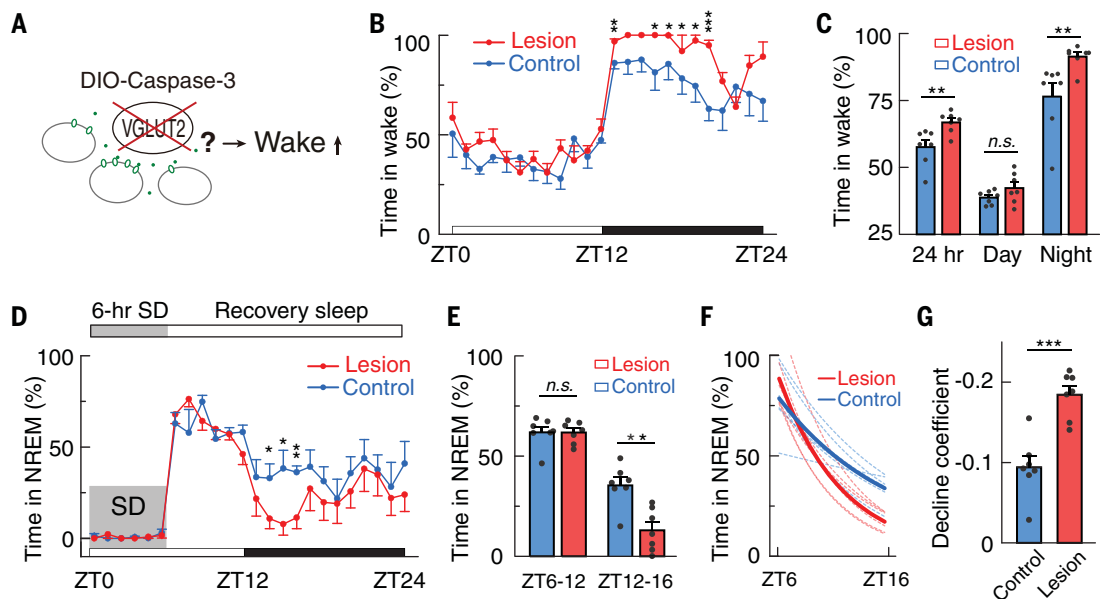 A
DIO-Caspase-3
VGLUT2
? → Wake
B
Time in wake (%)
100
50
0
Lesion
Control
** * * * * ***
ZT0 ZT12 ZT24
C
Time in wake (%)
100
75
50
25
Lesion
Control
**
n.s.
**
24 hr Day Night
D
6-hr SD Recovery sleep
Time in NREM (%)
100
50
0
Lesion
Control
* * **
SD
ZT0 ZT12 ZT24
E
Time in NREM (%)
100
50
0
Lesion
Control
n.s.
**
ZT6-12 ZT12-16
F
Time in NREM (%)
100
50
0
Lesion
Control
ZT6 ZT16
G
Decline coefficient
-0.2
-0.1
0
***
Control Lesion